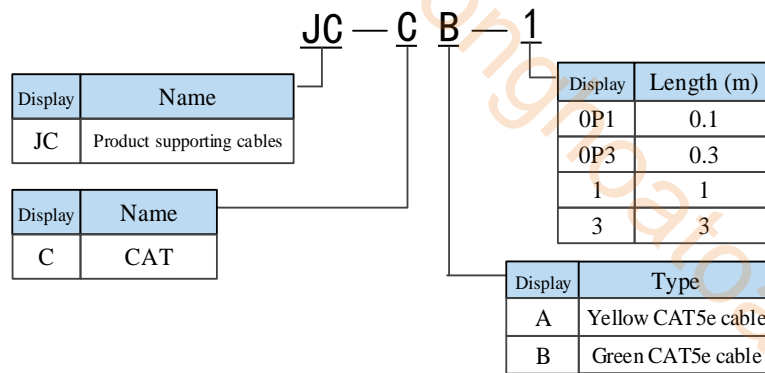 JC — C B — 1
Display Name
JC Product supporting cables
Display Name
C CAT
Display Length (m)
0P1 0.1
0P3 0.3
1 1
3 3
Display Type
A Yellow CAT5e cable
B Green CAT5e cable